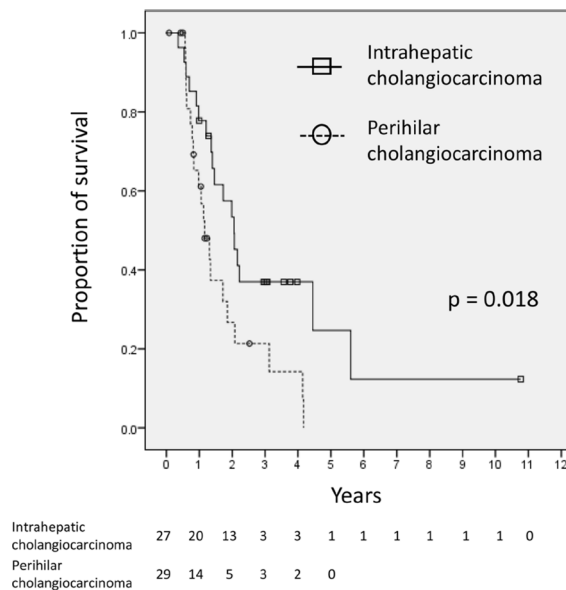 Proportion of survival
1.0
0.8
0.6
0.4
0.2
0.0
Intrahepatic
cholangiocarcinoma
Perihilar
cholangiocarcinoma
p = 0.018
0 1 2 3 4 5 6 7 8 9 10 11 12
Years
Intrahepatic
cholangiocarcinoma 27 20 13 3 3 1 1 1 1 1 1 0
Perihilar
cholangiocarcinoma 29 14 5 3 2 0